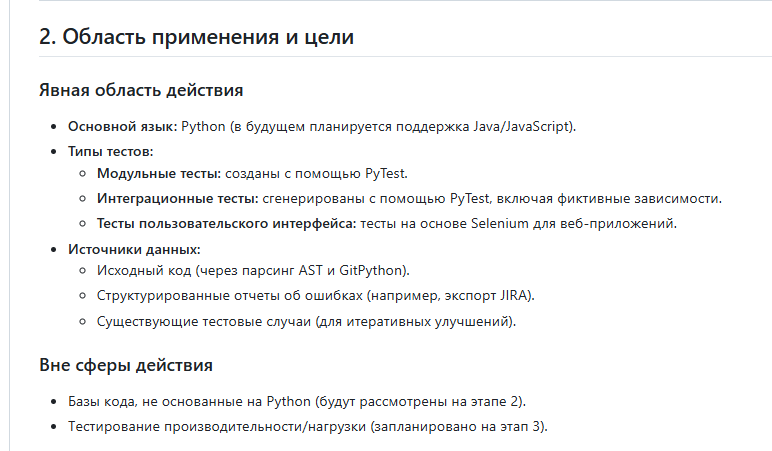 2. Область применения и цели
Явная область действия
Основной язык: Python (в будущем планируется поддержка Java/JavaScript).
Типы тестов:
Модульные тесты: созданы с помощью PyTest.
Интеграционные тесты: сгенерированы с помощью PyTest, включая фиктивные зависимости.
Тесты пользовательского интерфейса: тесты на основе Selenium для веб-приложений.
Источники данных:
Исходный код (через парсинг AST и GitPython).
Структурированные отчеты об ошибках (например, экспорт JIRA).
Существующие тестовые случаи (для итеративных улучшений).
Вне сферы действия
Базы кода, не основанные на Python (будут рассмотрены на этапе 2).
Тестирование производительности/нагрузки (запланировано на этап 3).